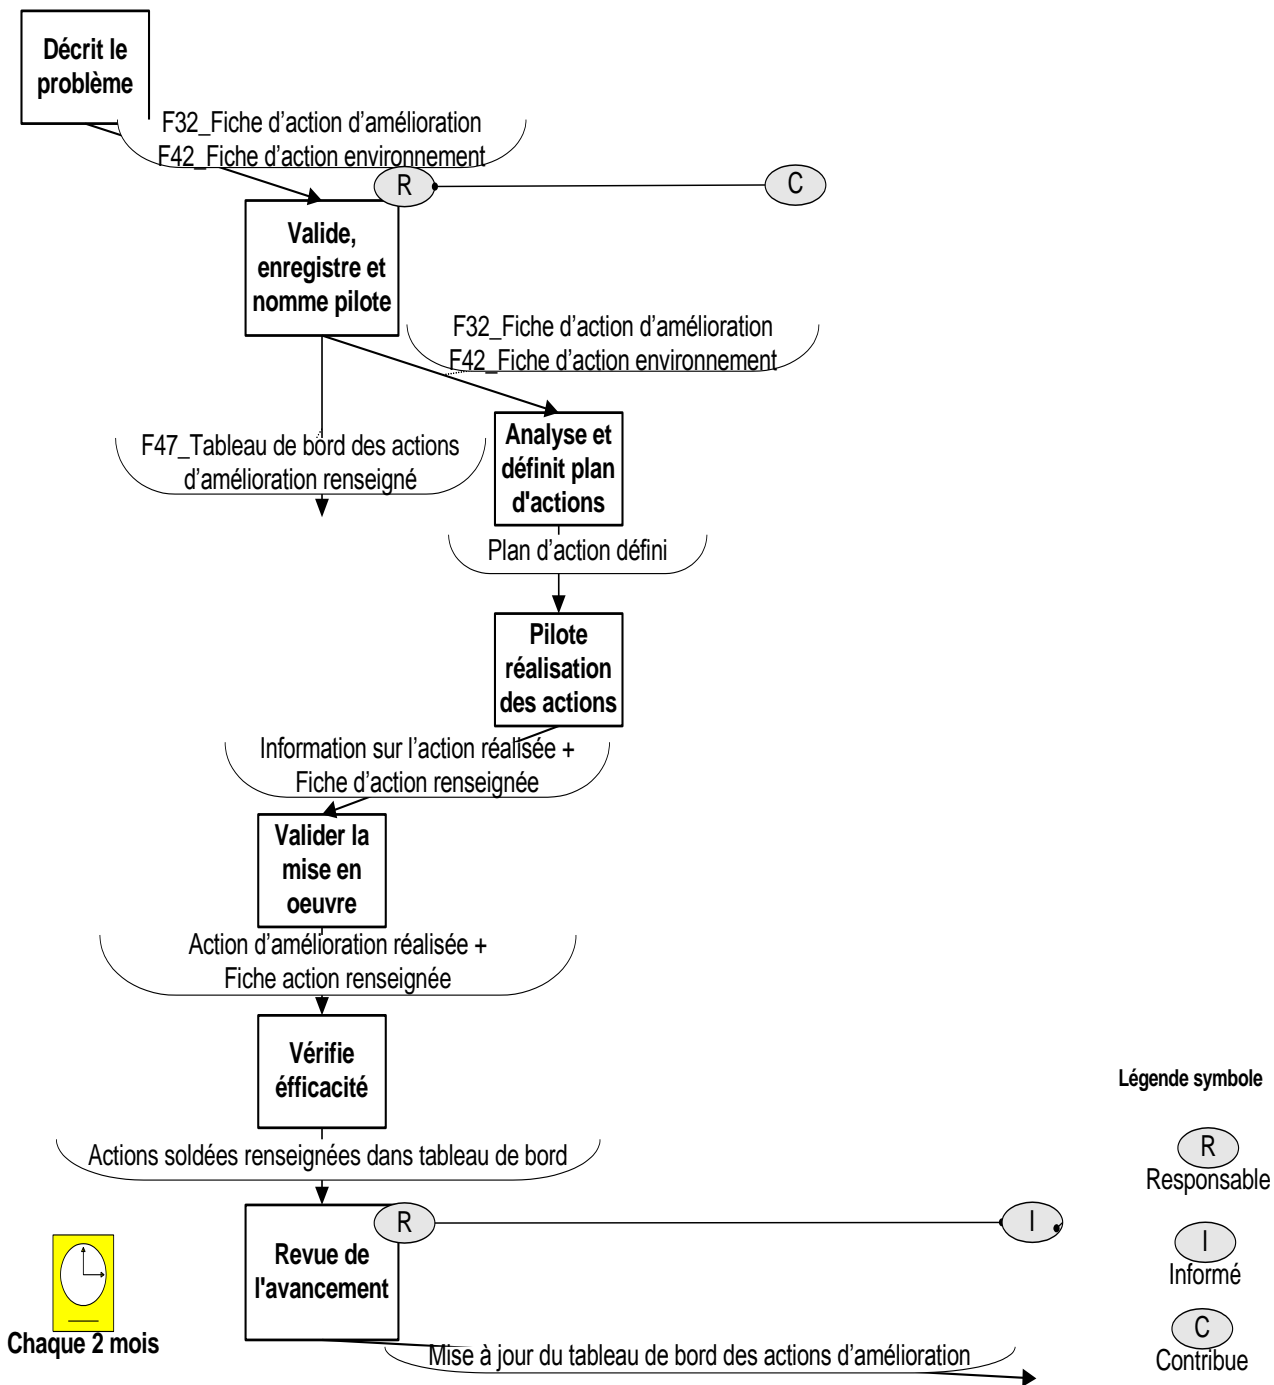 Décrit le
problème
F32_Fiche d'action d'amélioration
F42_Fiche d'action environnement
R
C
Valide,
enregistre et
nomme pilote
F32_Fiche d'action d'amélioration
F42_Fiche d'action environnement
F47_Tableau de bord des actions
d'amélioration renseigné
Analyse et
définit plan
d'actions
Plan d'action défini
Pilote
réalisation
des actions
Information sur l'action réalisée +
Fiche d'action renseignée
Valider la
mise en
oeuvre
Action d'amélioration réalisée +
Fiche action renseignée
Vérifie
éfficacité
Légende symbole
Actions soldées renseignées dans tableau de bord
R
Responsable
R
I
Revue de
l'avancement
I
Informé
Chaque 2 mois
C
Contribue
Mise à jour du tableau de bord des actions d'amélioration